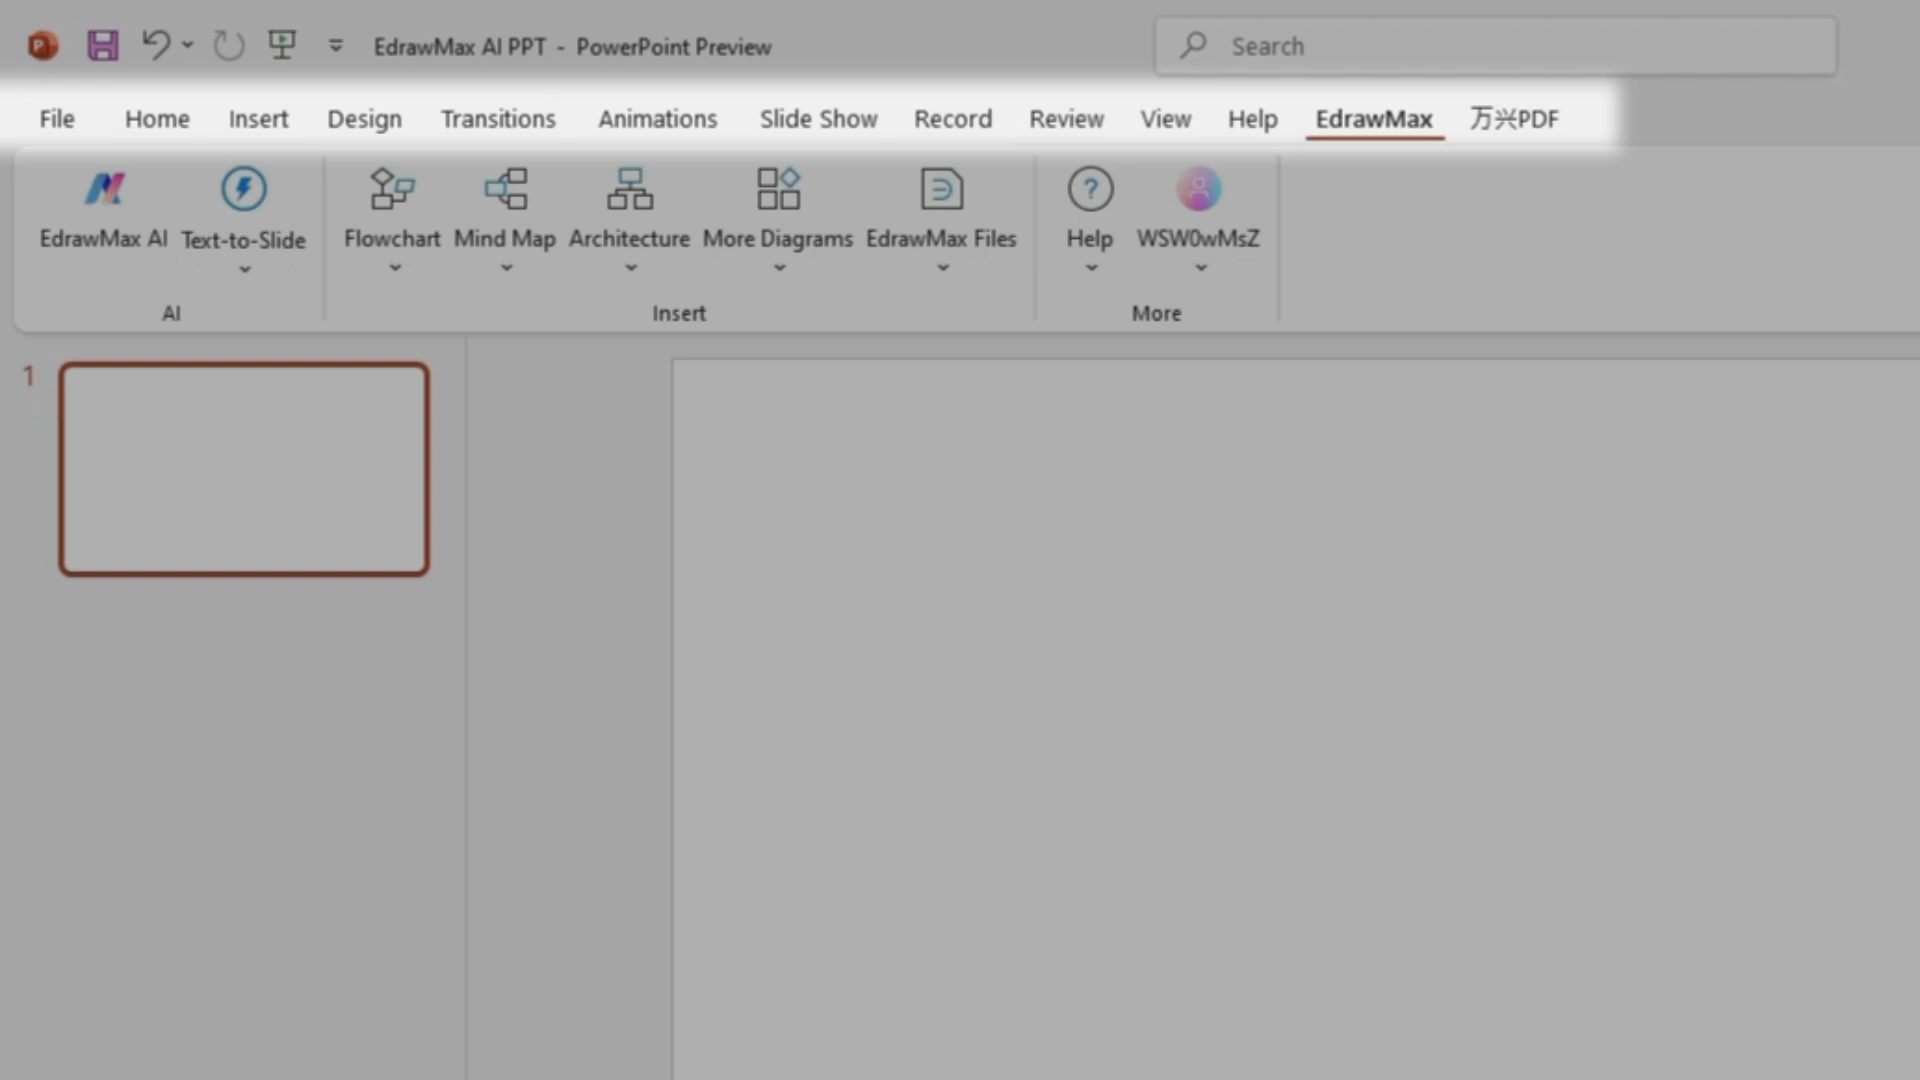 EdrawMax AI PPT - PowerPoint Preview
Search
File Home Insert Design Transitions Animations Slide Show Record Review View Help EdrawMax 万兴PDF
EdrawMax AI Text-to-Slide Flowchart Mind Map Architecture More Diagrams EdrawMax Files Help WSW0wMsZ
AI Insert More
1